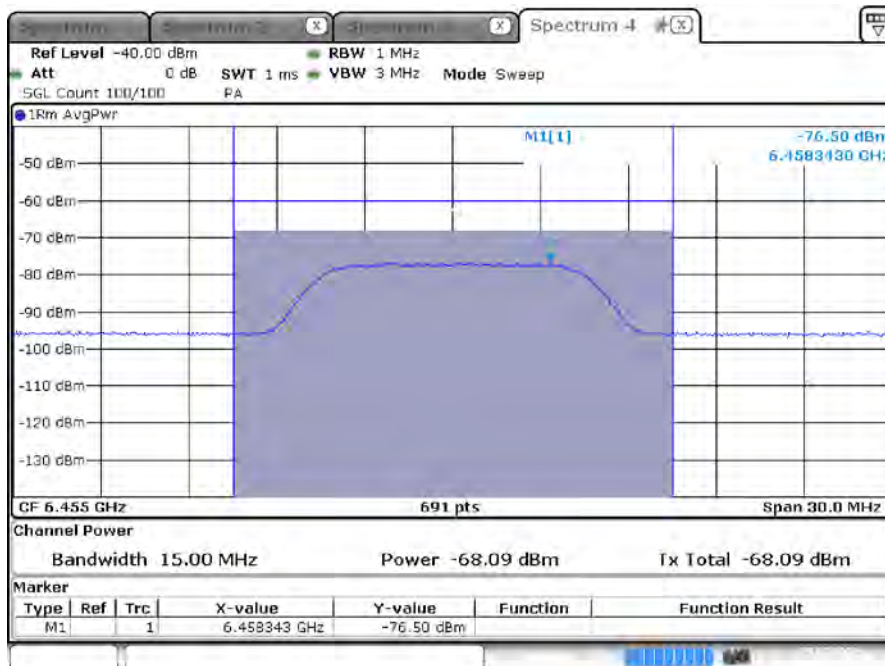 Spectrum 4 X
Ref Level -40.00 dBm RBW 1 MHz
Att 0 dB SWT 1 ms VBW 3 MHz Mode Sweep
SGL Count 100/100 PA
1Rm AvgPwr
M1[1] -76.50 dBm
6.4583430 GHz
-50 dBm
-60 dBm
-70 dBm
-80 dBm
-90 dBm
-100 dBm
-110 dBm
-120 dBm
-130 dBm
CF 6.455 GHz 691 pts Span 30.0 MHz
Channel Power
Bandwidth 15.00 MHz Power -68.09 dBm Tx Total -68.09 dBm
Marker
Type Ref Trc X-value Y-value Function Function Result
M1 1 6.458343 GHz -76.50 dBm